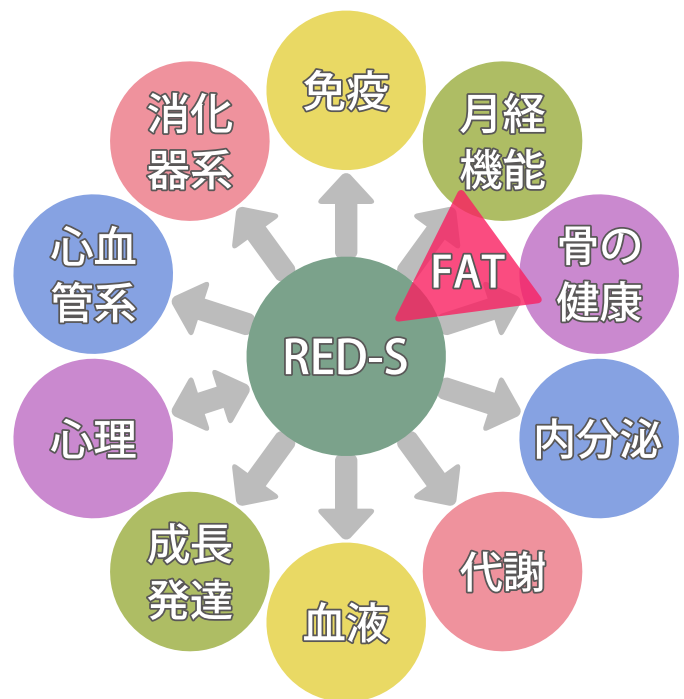 免疫
月経
機能
骨の
健康
内分泌
代謝
血液
成長
発達
心理
心血
管系
消化
器系
FAT
RED-S